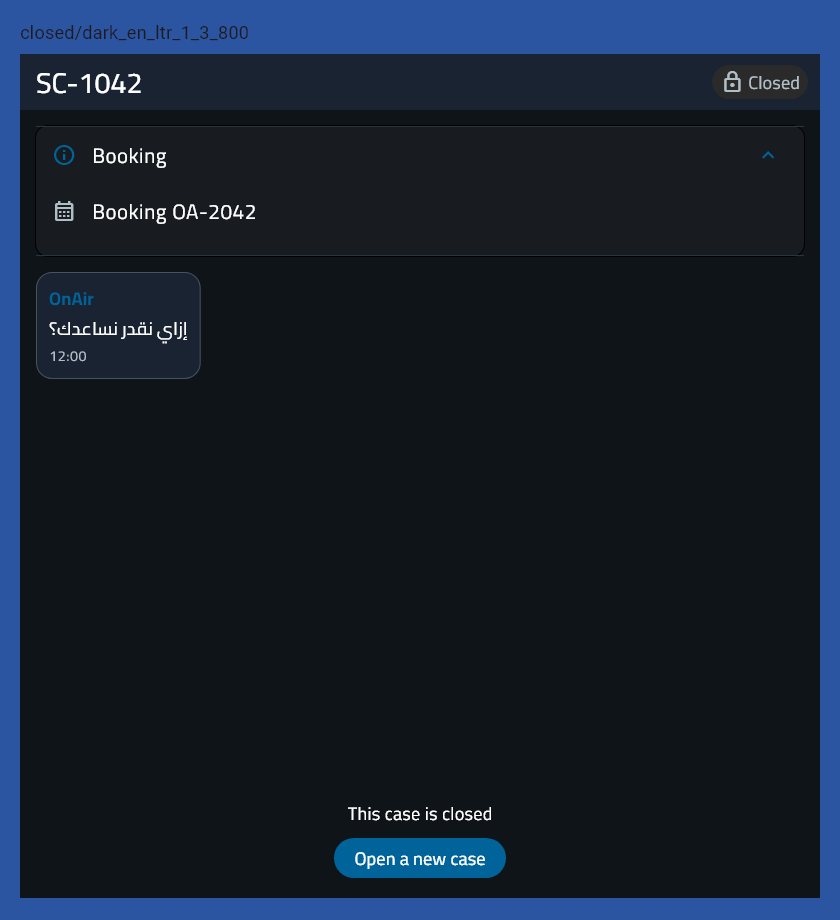 closed/dark_en_ltr_1_3_800
SC-1042
Closed
Booking
Booking OA-2042
OnAir
إزاي نقدر نساعدك؟
12:00
This case is closed
Open a new case